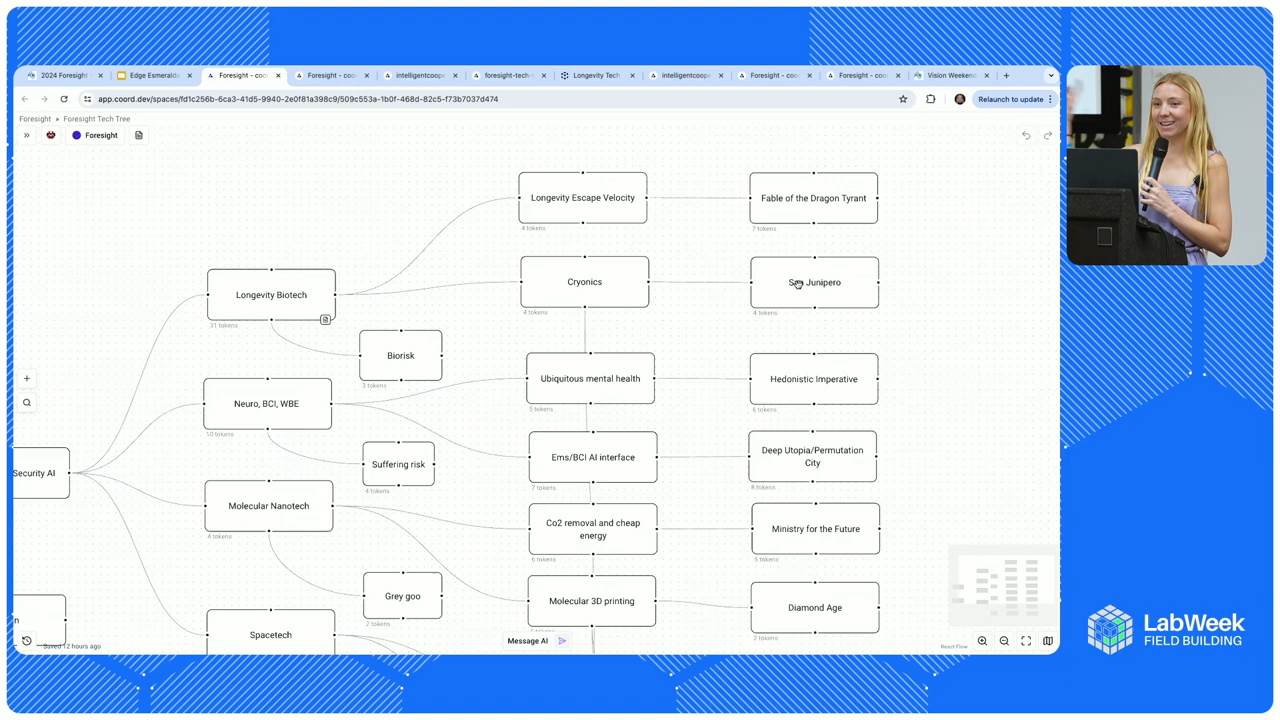 2024 Foresight
Edge Esmeralda
Foresight - coo
Foresight - coo
intelligentcoope
foresight-tech-
Longevity Tech
intelligentcoope
Foresight - coo
Foresight - coo
Vision Weekend
app.coord.dev/spaces/fd1c256b-6ca3-41d5-9940-2e0f81a398c9/509c553a-1b0f-468d-82c5-f73b7037d474
Relaunch to update
Foresight > Foresight Tech Tree
Foresight
Longevity Escape Velocity
4 tokens
Fable of the Dragon Tyrant
7 tokens
Longevity Biotech
31 tokens
Cryonics
4 tokens
San Junipero
4 tokens
Biorisk
3 tokens
Neuro, BCI, WBE
10 tokens
Ubiquitous mental health
5 tokens
Hedonistic Imperative
6 tokens
Security AI
Suffering risk
4 tokens
Ems/BCI AI interface
7 tokens
Deep Utopia/Permutation
City
8 tokens
Molecular Nanotech
4 tokens
Co2 removal and cheap
energy
6 tokens
Ministry for the Future
5 tokens
Grey goo
2 tokens
Molecular 3D printing
Diamond Age
2 tokens
Spacetech
Message AI
Saved 12 hours ago
React Flow
LabWeek
FIELD BUILDING